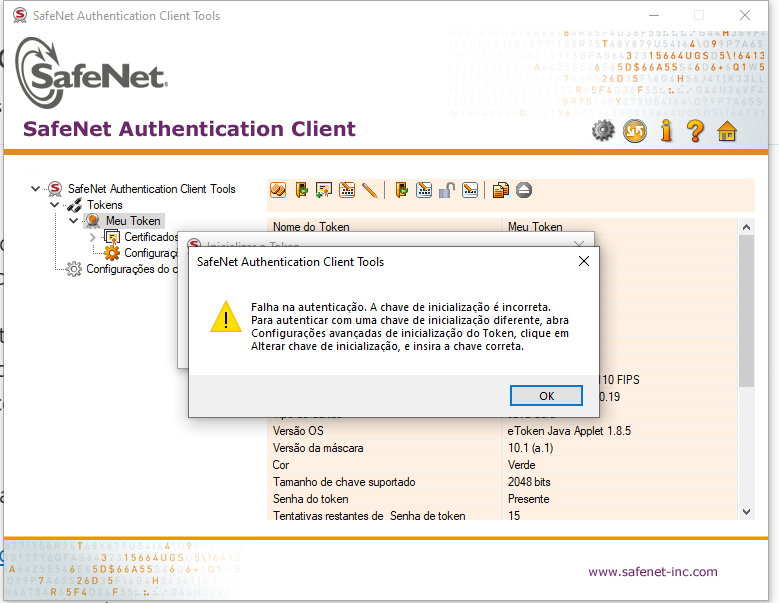 SafeNet Authentication Client Tools
SafeNet.
SafeNet Authentication Client
SafeNet Authentication Client Tools
Tokens
Meu Token
Certificados
Configurações do
Nome do Token Meu Token
Inicializar o Token
SafeNet Authentication Client Tools
Falha na autenticação. A chave de inicialização é incorreta.
Para autenticar com uma chave de inicialização diferente, abra
Configurações avançadas de inicialização do Token, clique em
Alterar chave de inicialização, e insira a chave correta.
OK
FIPS
0.19
Versão OS eToken Java Applet 1.8.5
Versão da máscara 10.1 (a.1)
Cor Verde
Tamanho de chave suportado 2048 bits
Senha do token Presente
Tentativas restantes de Senha de token 15
www.safenet-inc.com